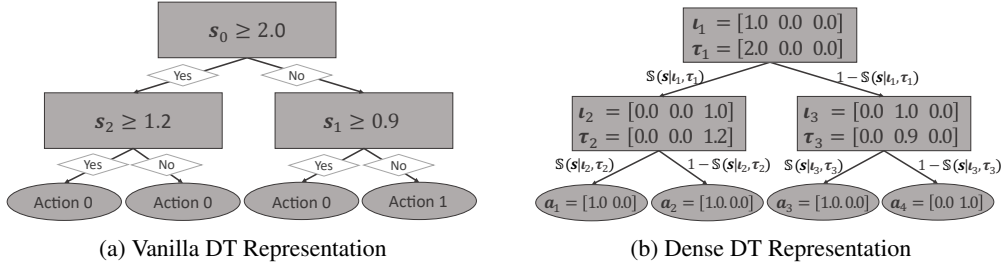 s₀ ≥ 2.0
Yes No
s₂ ≥ 1.2 s₁ ≥ 0.9
Yes No Yes No
Action 0 Action 0 Action 0 Action 1
(a) Vanilla DT Representation
ι₁ = [1.0 0.0 0.0]
τ₁ = [2.0 0.0 0.0]
𝕊(s|ι₁, τ₁) 1 − 𝕊(s|ι₁, τ₁)
ι₂ = [0.0 0.0 1.0] ι₃ = [0.0 1.0 0.0]
τ₂ = [0.0 0.0 1.2] τ₃ = [0.0 0.9 0.0]
𝕊(s|ι₂, τ₂) 1 − 𝕊(s|ι₂, τ₂) 𝕊(s|ι₃, τ₃) 1 − 𝕊(s|ι₃, τ₃)
a₁ = [1.0 0.0] a₂ = [1.0. 0.0] a₃ = [1.0. 0.0] a₄ = [0.0 1.0]
(b) Dense DT Representation